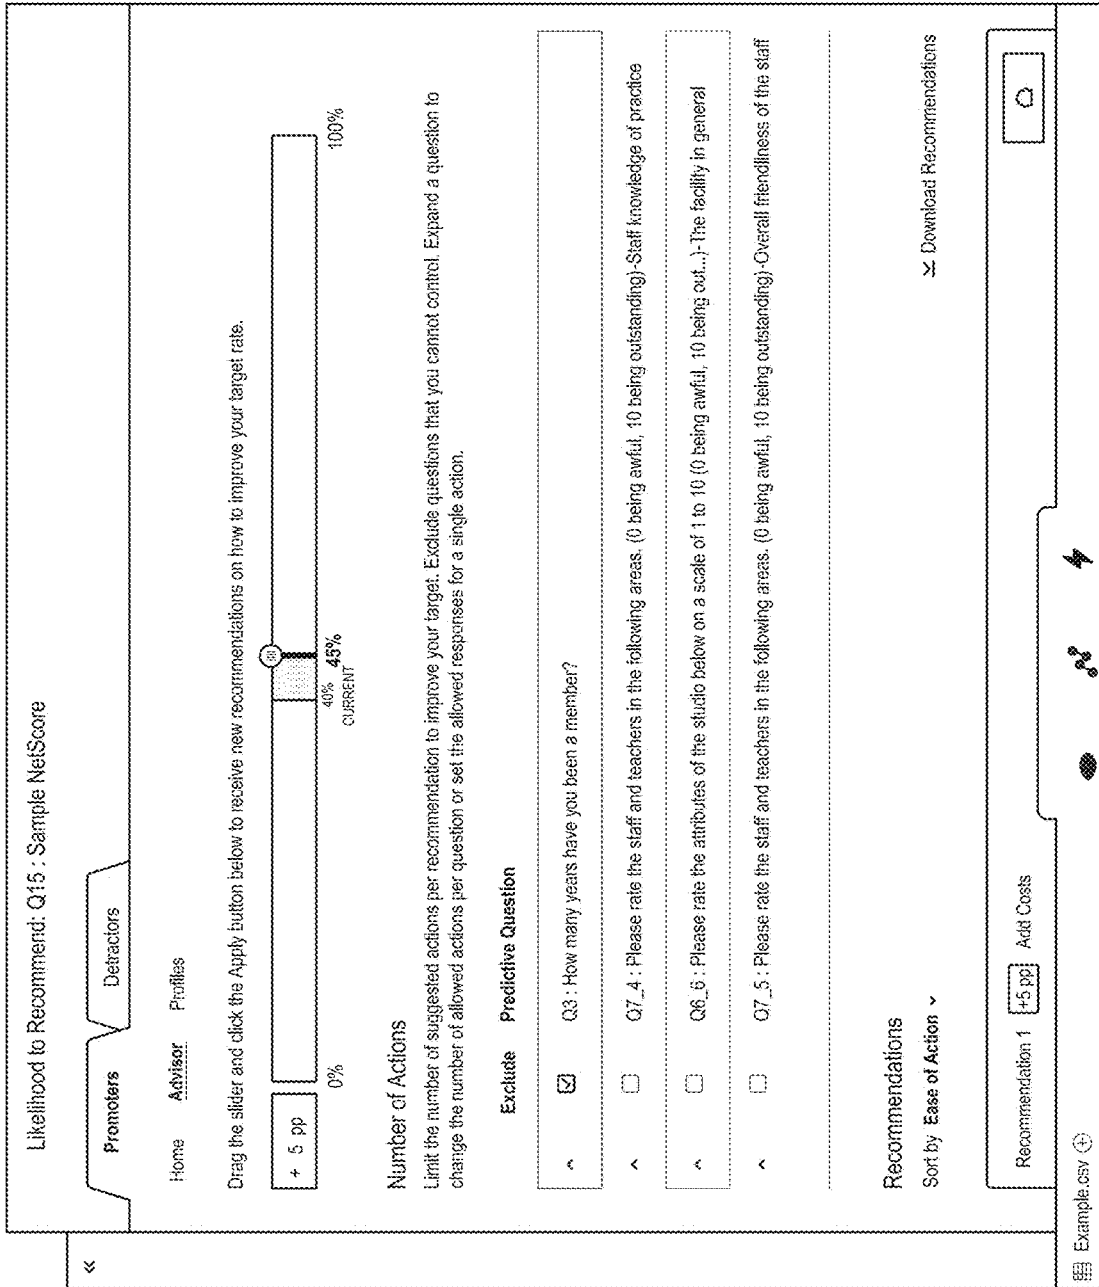 Likelihood to Recommend: Q15 : Sample NetScore
Promoters
Detractors
Home
Advisor
Profiles
Drag the slider and click the Apply button below to receive new recommendations on how to improve your target rate.
+ 5 pp
0%
40%
CURRENT
45%
100%
Number of Actions
Limit the number of suggested actions per recommendation to improve your target. Exclude questions that you cannot control. Expand a question to
change the number of allowed actions per question or set the allowed responses for a single action.
Exclude
Predictive Question
Q3 : How many years have you been a member?
Q7_4 : Please rate the staff and teachers in the following areas. (0 being awful, 10 being outstanding)-Staff knowledge of practice
Q6_6 : Please rate the attributes of the studio below on a scale of 1 to 10 (0 being awful, 10 being out...)-The facility in general
Q7_5 : Please rate the staff and teachers in the following areas. (0 being awful, 10 being outstanding)-Overall friendliness of the staff
Recommendations
Sort by Ease of Action
Download Recommendations
Recommendation 1
+5 pp
Add Costs
Example.csv